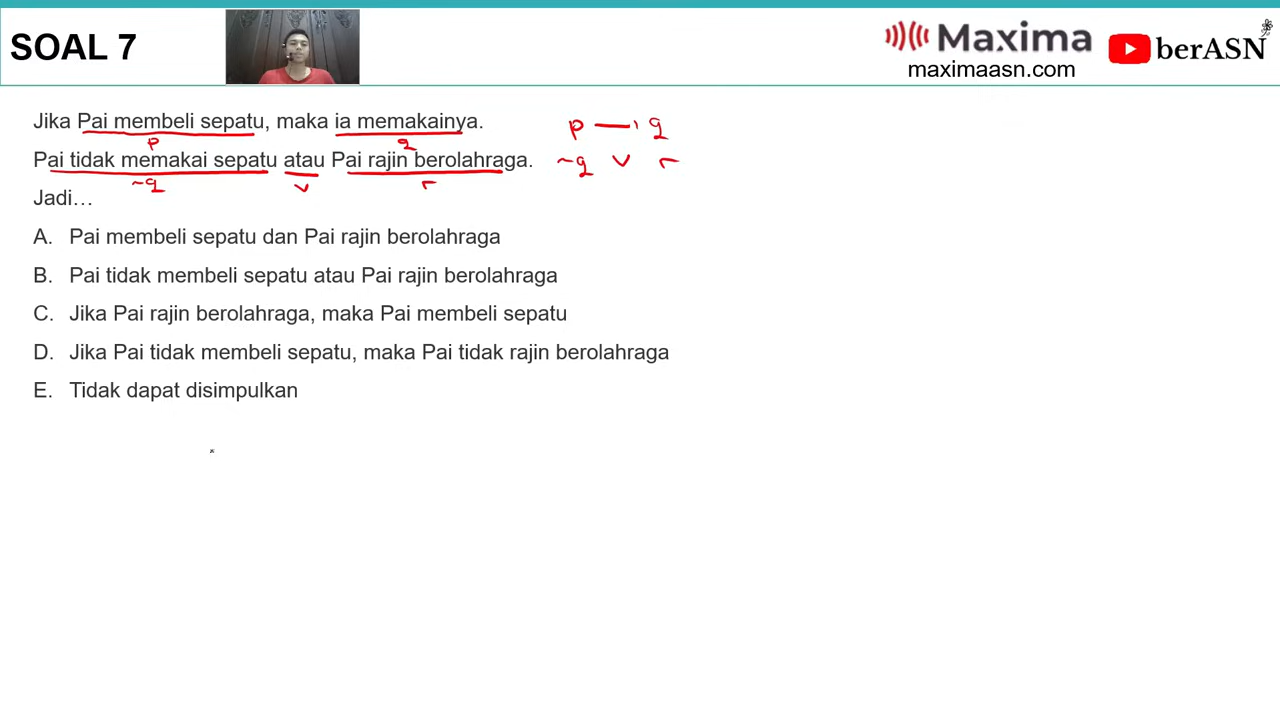 SOAL 7
Maxima
maximaasn.com
berASN
Jika Pai membeli sepatu, maka ia memakainya.
p q
p — q
Pai tidak memakai sepatu atau Pai rajin berolahraga.
~q v r
~q v r
Jadi…
A. Pai membeli sepatu dan Pai rajin berolahraga
B. Pai tidak membeli sepatu atau Pai rajin berolahraga
C. Jika Pai rajin berolahraga, maka Pai membeli sepatu
D. Jika Pai tidak membeli sepatu, maka Pai tidak rajin berolahraga
E. Tidak dapat disimpulkan